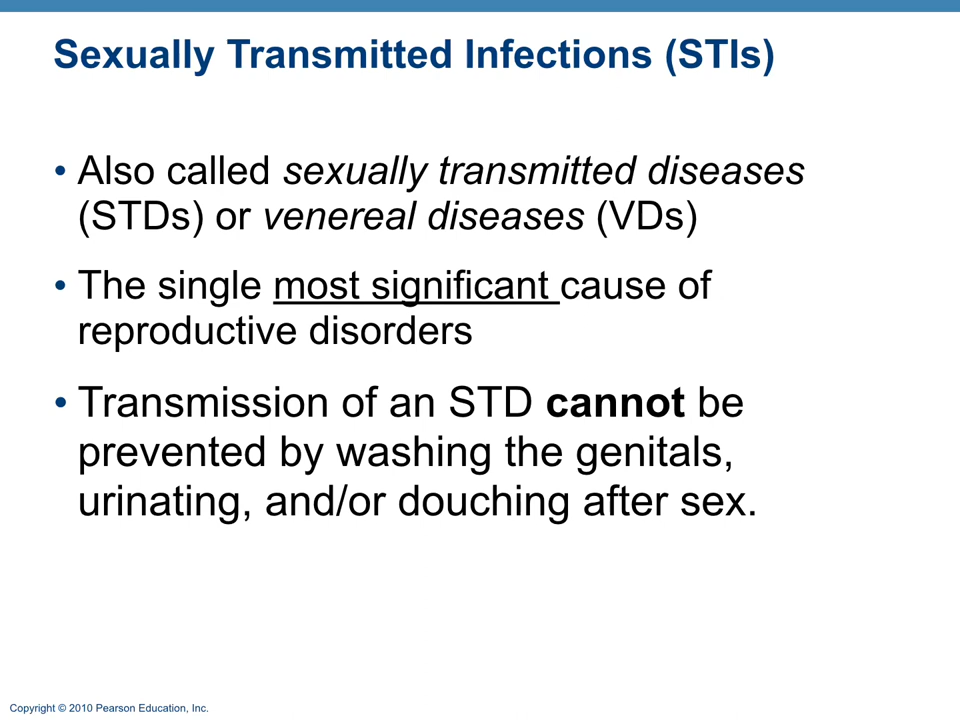 Sexually Transmitted Infections (STIs)
• Also called sexually transmitted diseases
(STDs) or venereal diseases (VDs)
• The single most significant cause of
reproductive disorders
• Transmission of an STD cannot be
prevented by washing the genitals,
urinating, and/or douching after sex.
Copyright © 2010 Pearson Education, Inc.